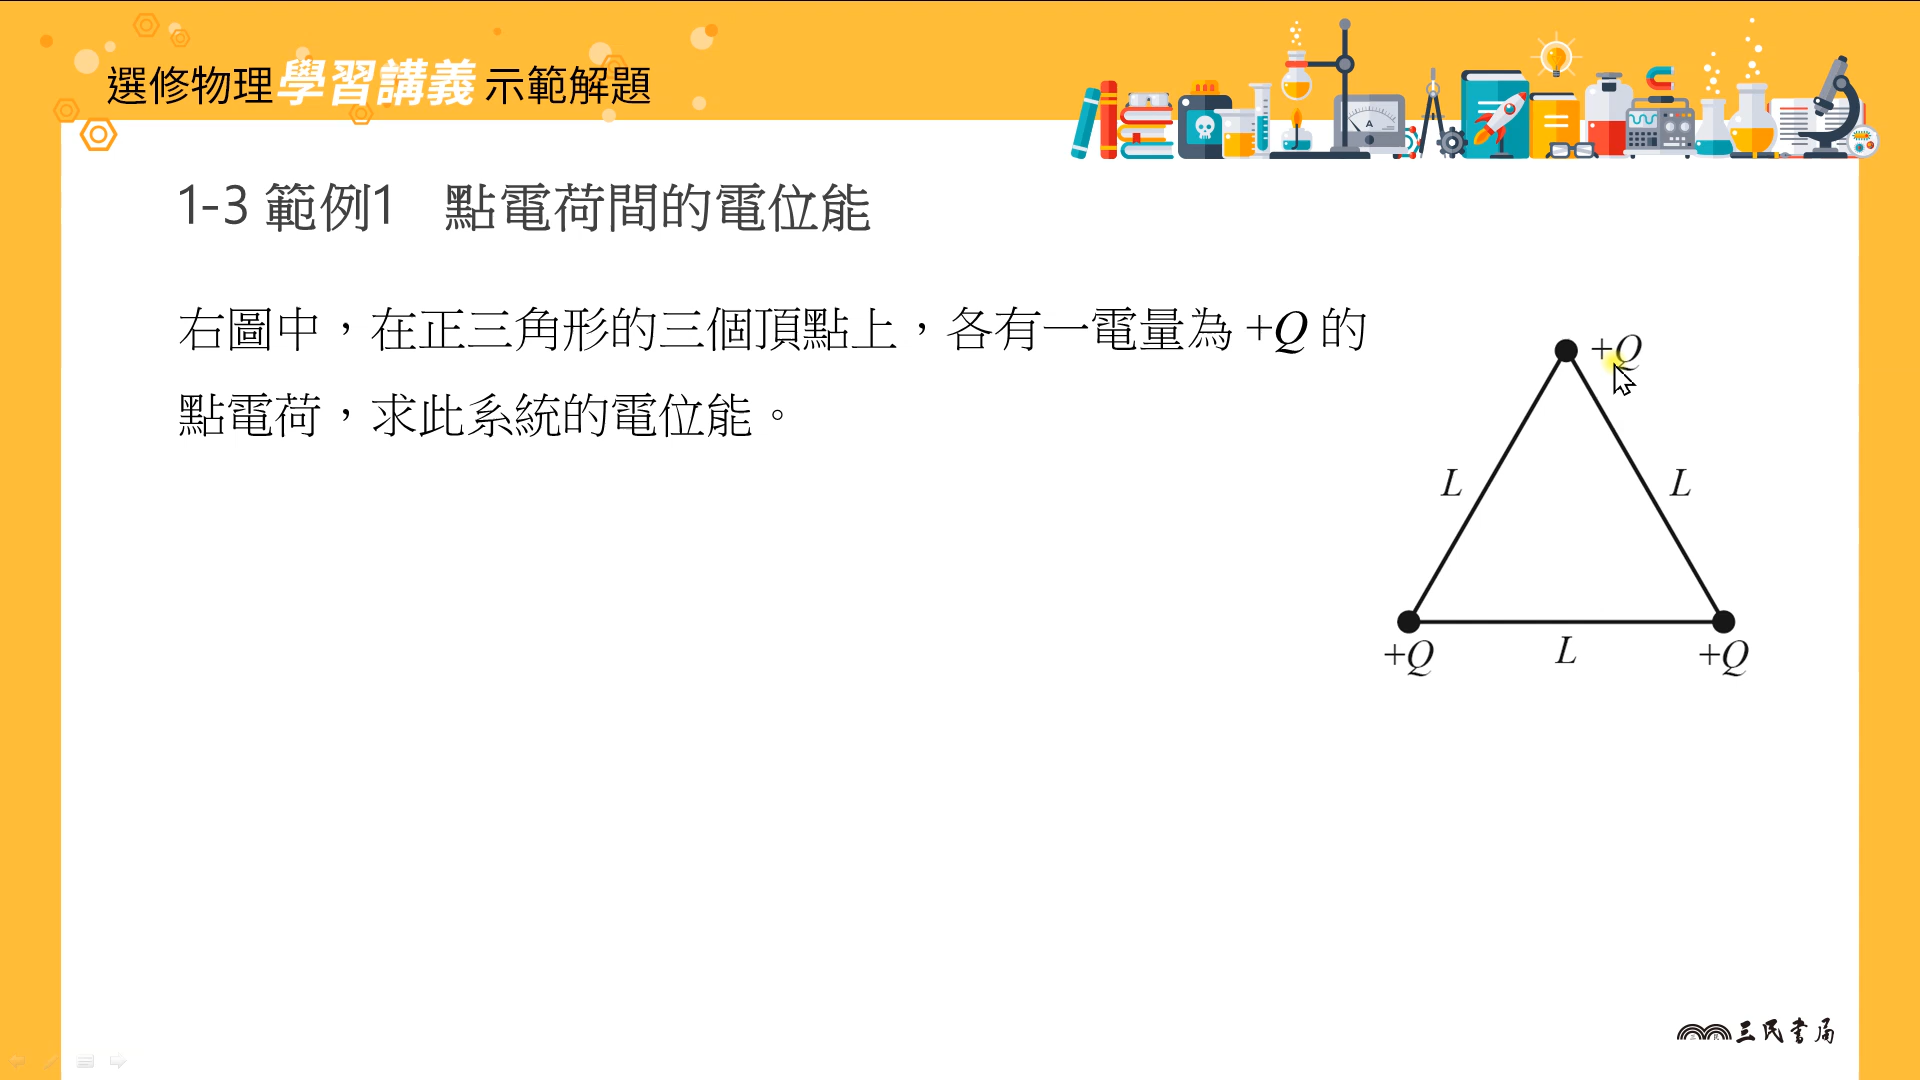 選修物理學習講義 示範解題
1-3 範例1 點電荷間的電位能
右圖中，在正三角形的三個頂點上，各有一電量為 +Q 的
點電荷，求此系統的電位能。
+Q
L
L
+Q
L
+Q
A
三民書局